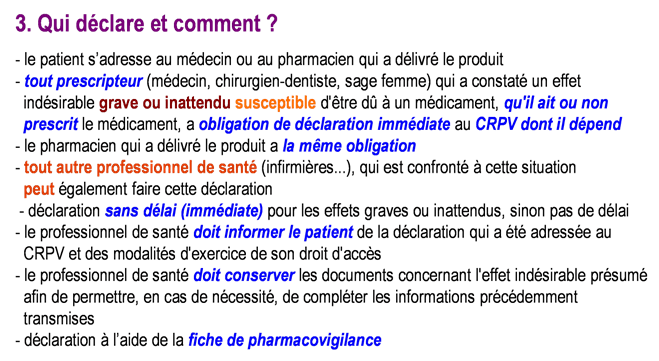 3. Qui déclare et comment ?
- le patient s'adresse au médecin ou au pharmacien qui a délivré le produit
- tout prescripteur (médecin, chirurgien-dentiste, sage femme) qui a constaté un effet
indésirable grave ou inattendu susceptible d'être dû à un médicament, qu'il ait ou non
prescrit le médicament, a obligation de déclaration immédiate au CRPV dont il dépend
- le pharmacien qui a délivré le produit a la même obligation
- tout autre professionnel de santé (infirmières...), qui est confronté à cette situation
peut également faire cette déclaration
- déclaration sans délai (immédiate) pour les effets graves ou inattendus, sinon pas de délai
- le professionnel de santé doit informer le patient de la déclaration qui a été adressée au
CRPV et des modalités d'exercice de son droit d'accès
- le professionnel de santé doit conserver les documents concernant l'effet indésirable présumé
afin de permettre, en cas de nécessité, de compléter les informations précédemment
transmises
- déclaration à l'aide de la fiche de pharmacovigilance